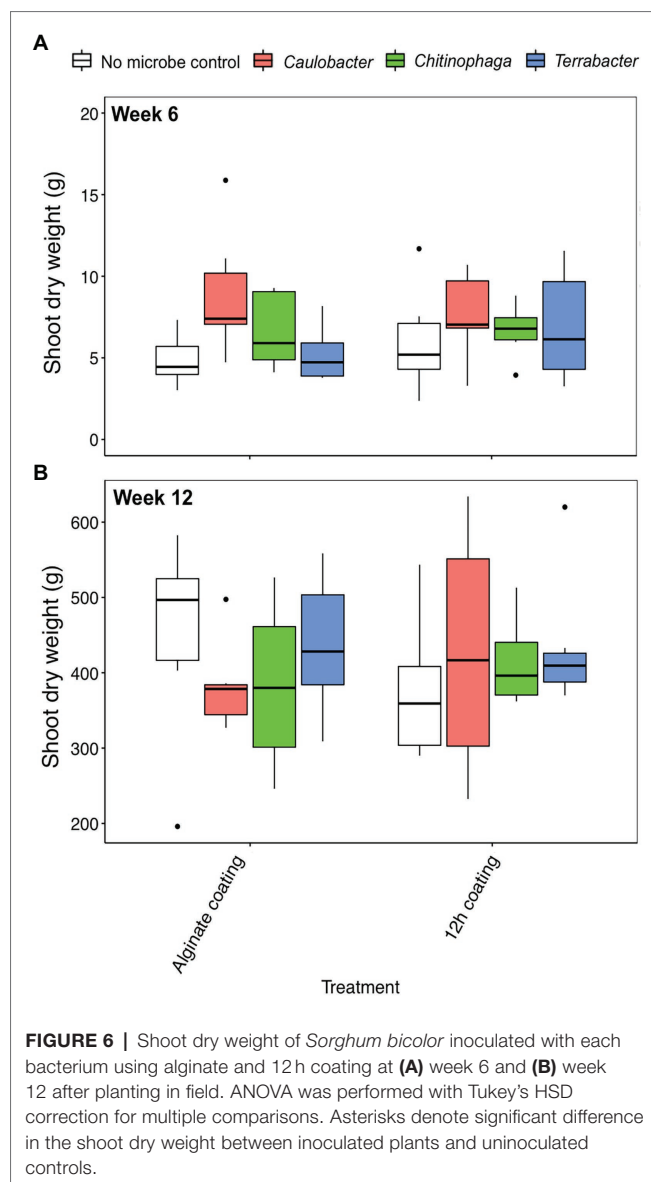 A
No microbe control Caulobacter Chitinophaga Terrabacter
Week 6
Shoot dry weight (g)
20
15
10
5
0
B
Week 12
Shoot dry weight (g)
600
500
400
300
200
Alginate coating
12h coating
Treatment
FIGURE 6 | Shoot dry weight of Sorghum bicolor inoculated with each
bacterium using alginate and 12 h coating at (A) week 6 and (B) week
12 after planting in field. ANOVA was performed with Tukey's HSD
correction for multiple comparisons. Asterisks denote significant difference
in the shoot dry weight between inoculated plants and uninoculated
controls.